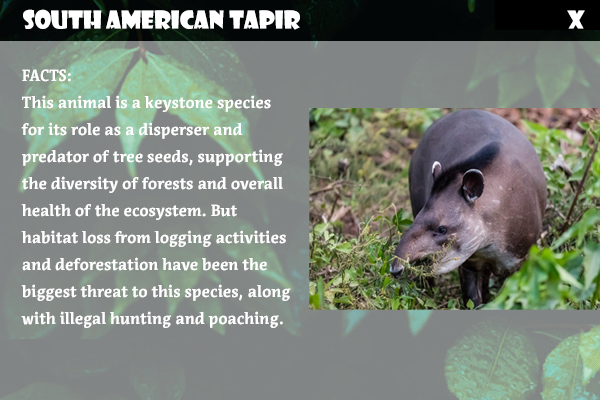 SOUTH AMERICAN TAPIR X
FACTS:
This animal is a keystone species
for its role as a disperser and
predator of tree seeds, supporting
the diversity of forests and overall
health of the ecosystem. But
habitat loss from logging activities
and deforestation have been the
biggest threat to this species, along
with illegal hunting and poaching.